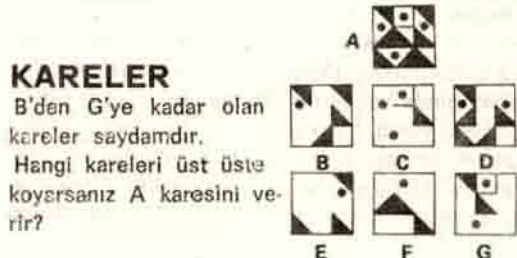 A
KARELER
B'den G'ye kadar olan
kareler saydamdır.
Hangi kareleri üst üste
koyarsanız A karesini ve-
rir?
B C D
E F G